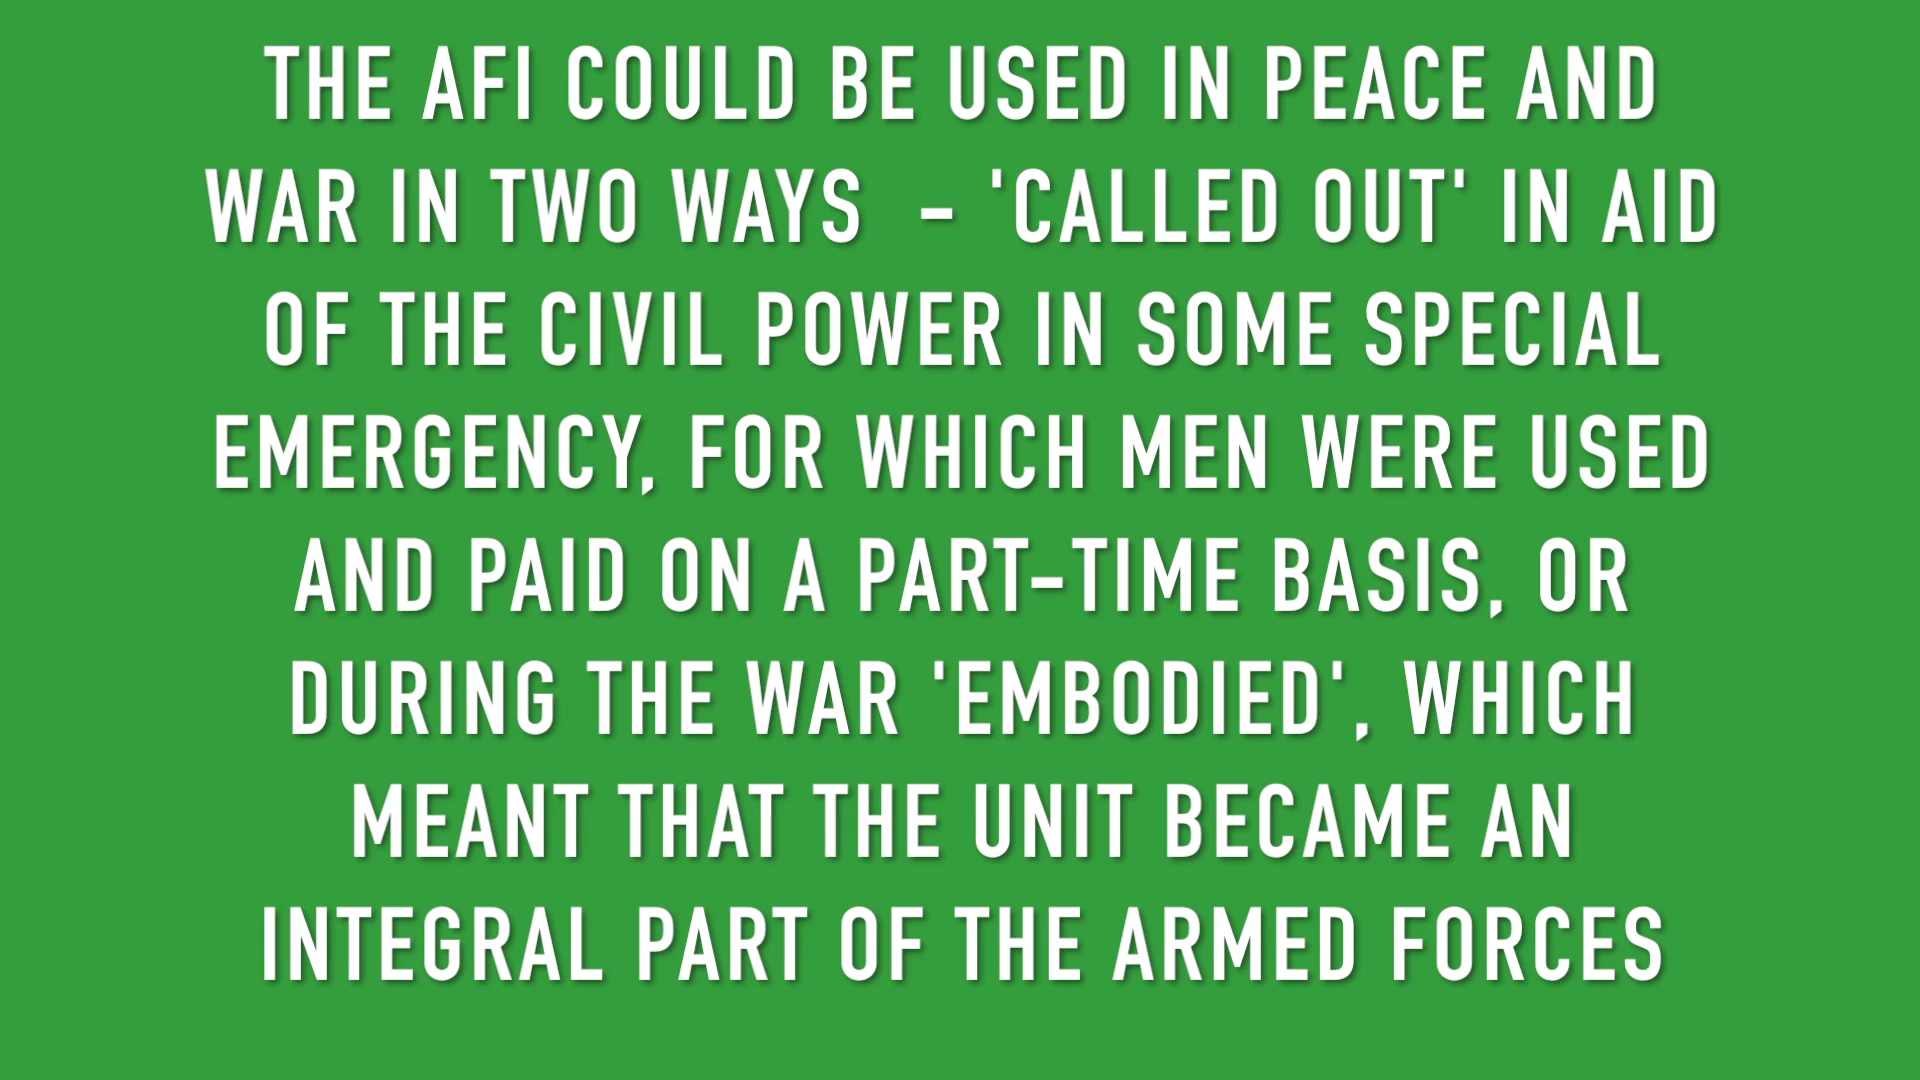 THE AFI COULD BE USED IN PEACE AND
WAR IN TWO WAYS  - 'CALLED OUT' IN AID
OF THE CIVIL POWER IN SOME SPECIAL
EMERGENCY, FOR WHICH MEN WERE USED
AND PAID ON A PART-TIME BASIS, OR
DURING THE WAR 'EMBODIED', WHICH
MEANT THAT THE UNIT BECAME AN
INTEGRAL PART OF THE ARMED FORCES